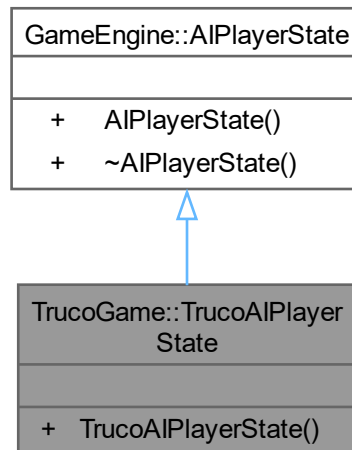 GameEngine::AIPlayerState
+ AIPlayerState()
+ ~AIPlayerState()
TrucoGame::TrucoAIPlayer
State
+ TrucoAIPlayerState()